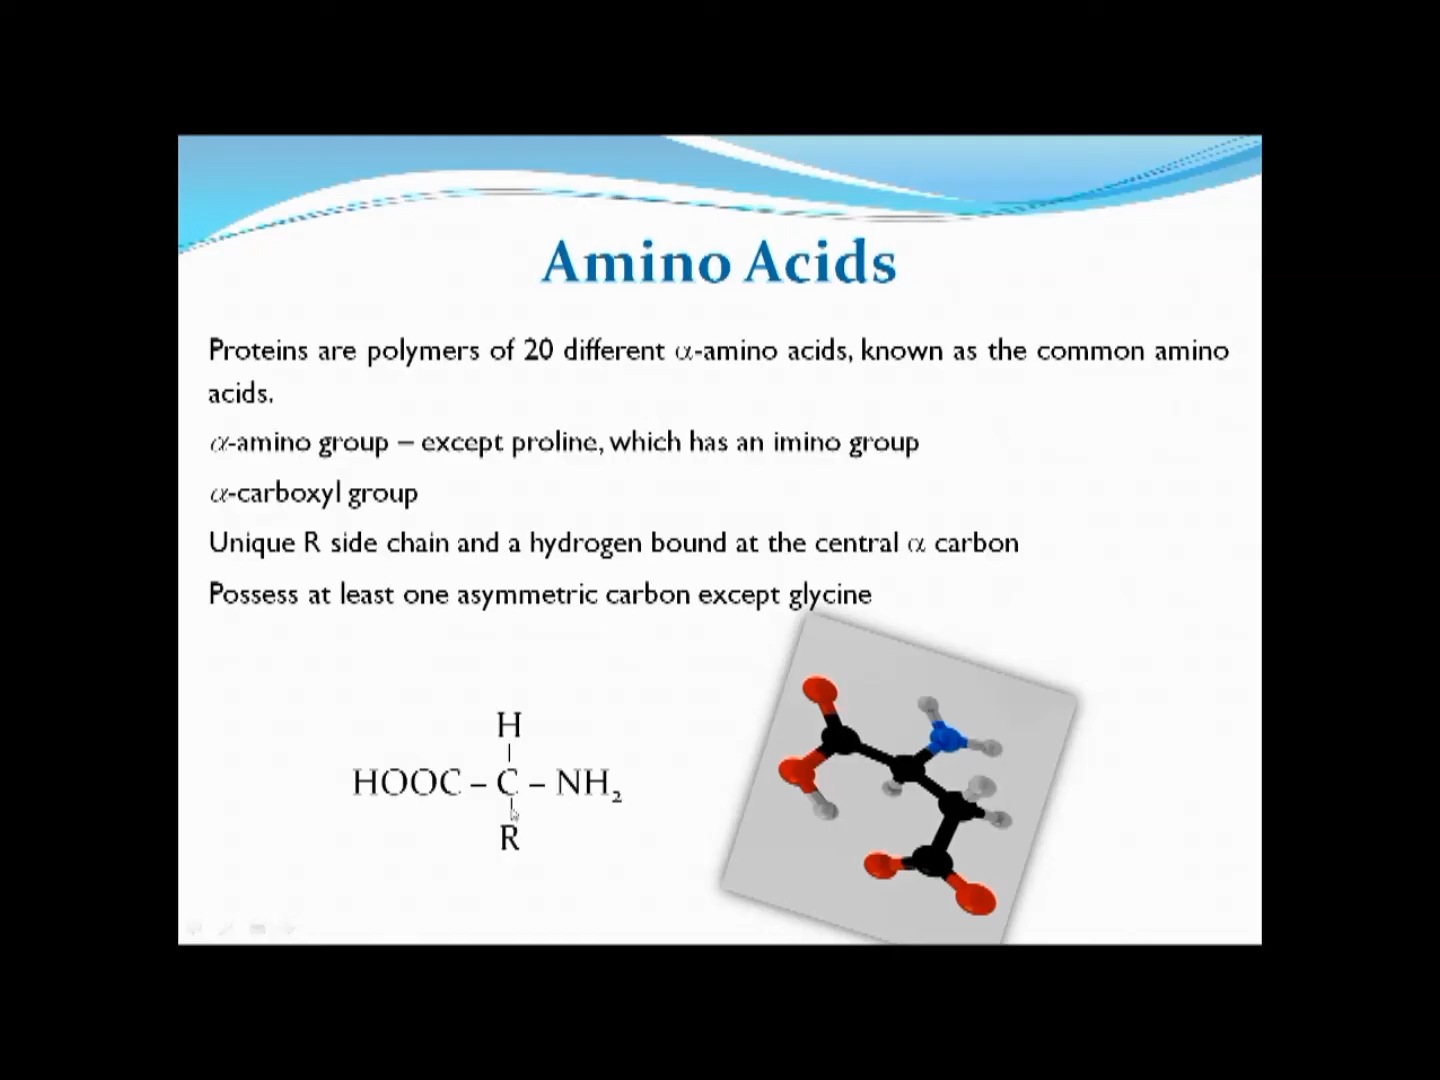 Amino Acids
Proteins are polymers of 20 different α-amino acids, known as the common amino
acids.
α-amino group – except proline, which has an imino group
α-carboxyl group
Unique R side chain and a hydrogen bound at the central α carbon
Possess at least one asymmetric carbon except glycine
H
HOOC – C – NH₂
R